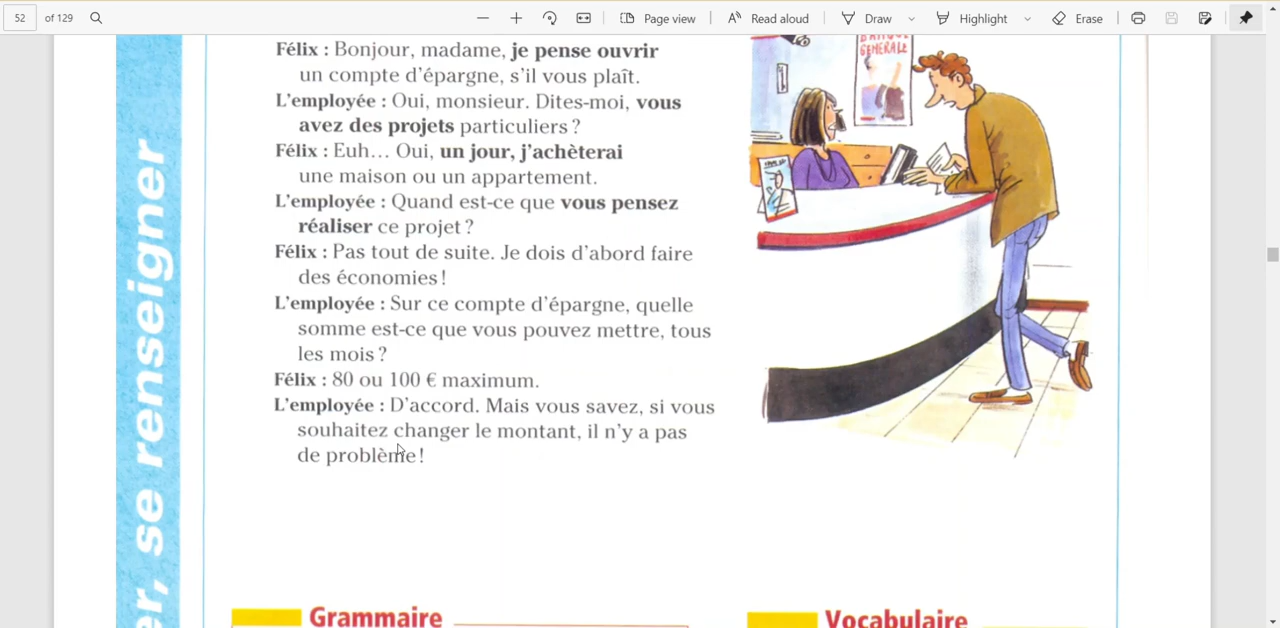 52 of 129 Page view Read aloud Draw Highlight Erase
Félix : Bonjour, madame, je pense ouvrir
un compte d'épargne, s'il vous plaît.
L'employée : Oui, monsieur. Dites-moi, vous
avez des projets particuliers ?
Félix : Euh… Oui, un jour, j'achèterai
une maison ou un appartement.
L'employée : Quand est-ce que vous pensez
réaliser ce projet ?
Félix : Pas tout de suite. Je dois d'abord faire
des économies !
L'employée : Sur ce compte d'épargne, quelle
somme est-ce que vous pouvez mettre, tous
les mois ?
Félix : 80 ou 100 € maximum.
L'employée : D'accord. Mais vous savez, si vous
souhaitez changer le montant, il n'y a pas
de problème !
GENERALE
er, se renseigner
Grammaire
Vocabulaire